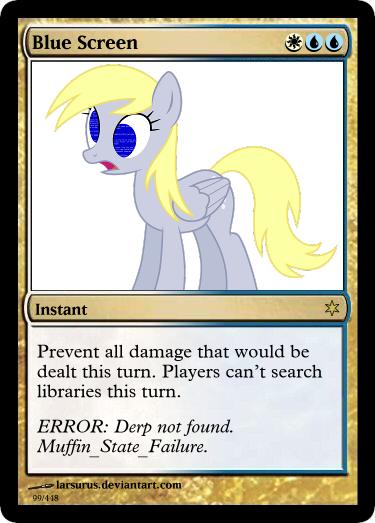 Blue Screen
Instant
Prevent all damage that would be
dealt this turn. Players can't search
libraries this turn.
ERROR: Derp not found.
Muffin_State_Failure.
larsurus.deviantart.com
99/448